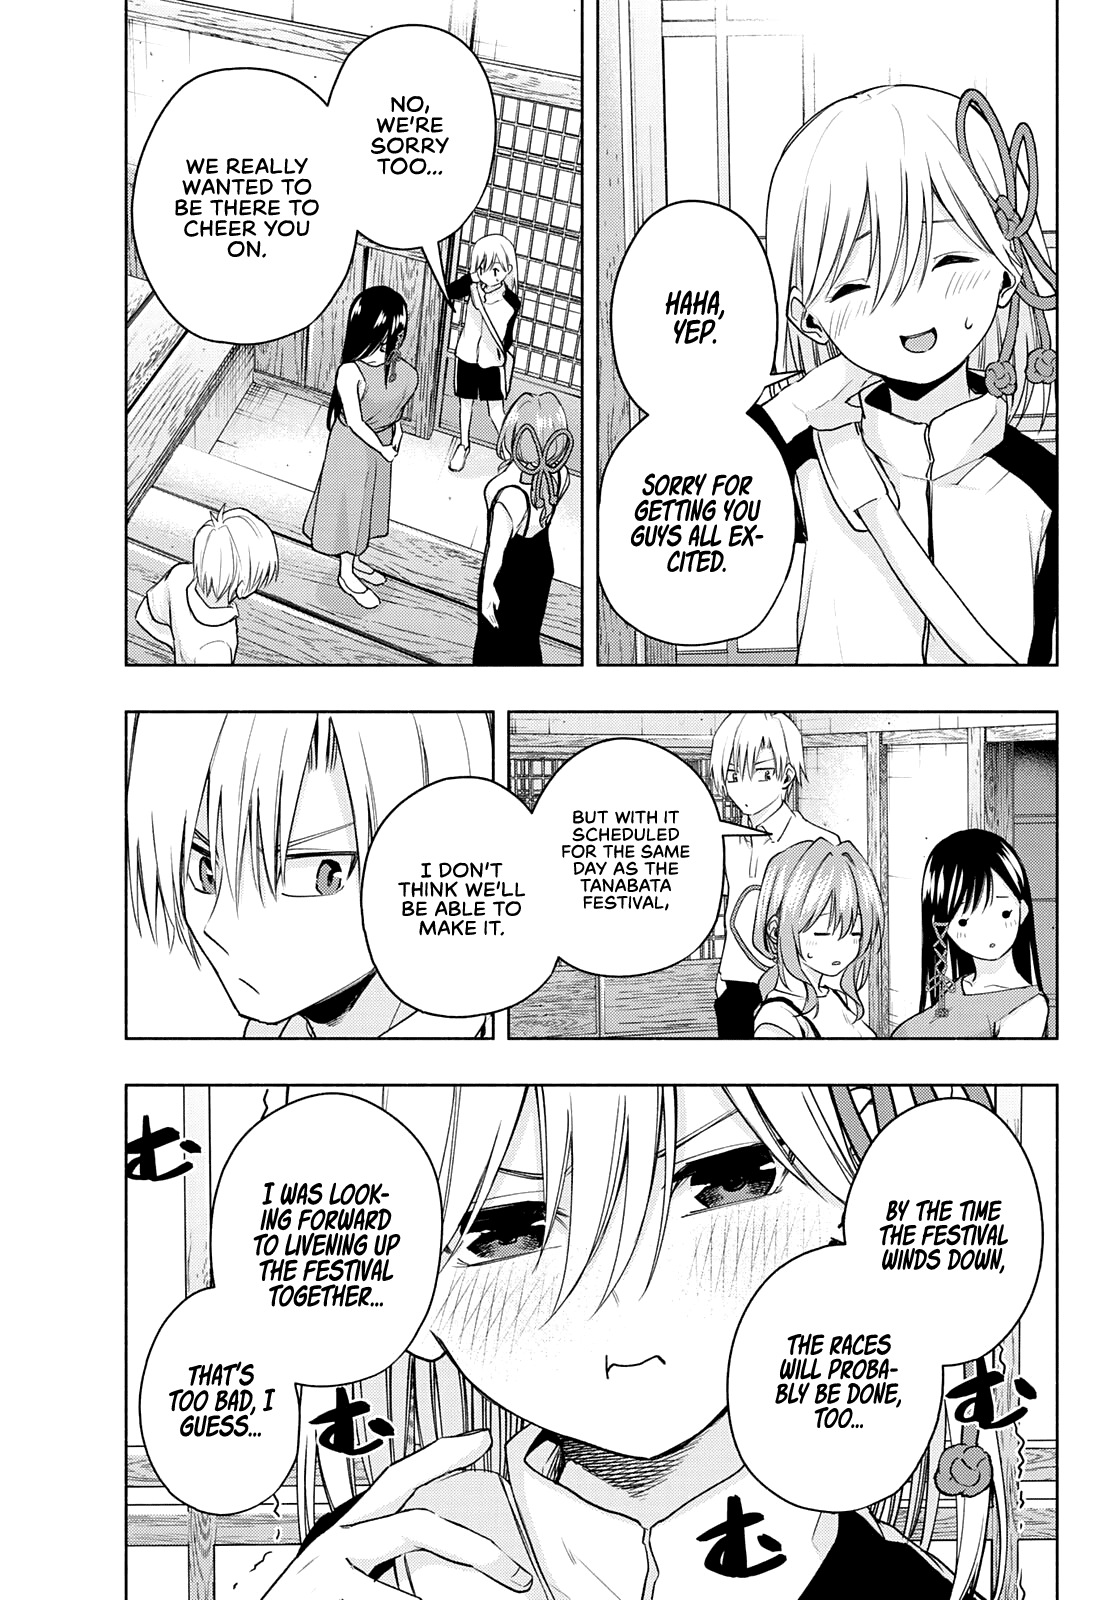 HAHA,
YEP.
SORRY FOR
GETTING YOU
GUYS ALL EX-
CITED.
NO,
WE'RE
SORRY
TOO...
WE REALLY
WANTED TO
BE THERE TO
CHEER YOU
ON.
BUT WITH IT
SCHEDULED
FOR THE SAME
DAY AS THE
TANABATA
FESTIVAL,
I DON'T
THINK WE'LL
BE ABLE TO
MAKE IT.
BY THE TIME
THE FESTIVAL
WINDS DOWN,
THE RACES
WILL PROBA-
BLY BE DONE,
TOO...
I WAS LOOK-
ING FORWARD
TO LIVENING UP
THE FESTIVAL
TOGETHER...
THAT'S
TOO BAD, I
GUESS...
む
む
む
む